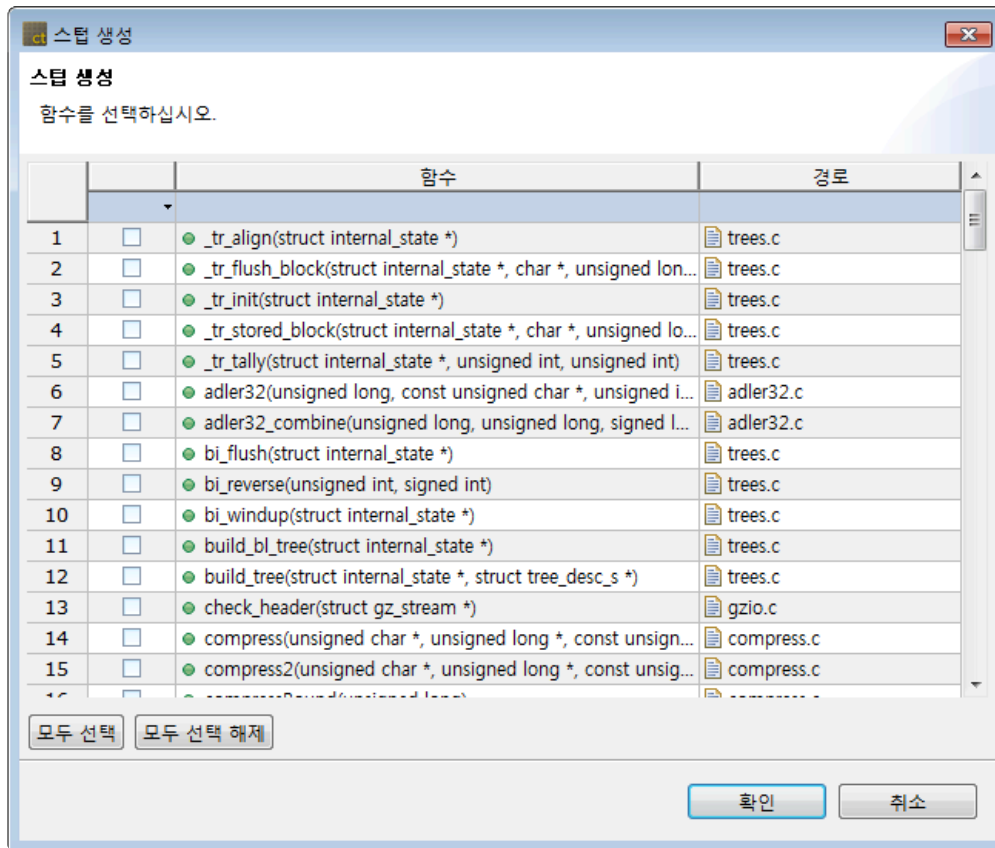 ct 스텁 생성
스텁 생성
함수를 선택하십시오.
함수 경로
1 _tr_align(struct internal_state *) trees.c
2 _tr_flush_block(struct internal_state *, char *, unsigned lon... trees.c
3 _tr_init(struct internal_state *) trees.c
4 _tr_stored_block(struct internal_state *, char *, unsigned lo... trees.c
5 _tr_tally(struct internal_state *, unsigned int, unsigned int) trees.c
6 adler32(unsigned long, const unsigned char *, unsigned i... adler32.c
7 adler32_combine(unsigned long, unsigned long, signed l... adler32.c
8 bi_flush(struct internal_state *) trees.c
9 bi_reverse(unsigned int, signed int) trees.c
10 bi_windup(struct internal_state *) trees.c
11 build_bl_tree(struct internal_state *) trees.c
12 build_tree(struct internal_state *, struct tree_desc_s *) trees.c
13 check_header(struct gz_stream *) gzio.c
14 compress(unsigned char *, unsigned long *, const unsign... compress.c
15 compress2(unsigned char *, unsigned long *, const unsig... compress.c
16 compressBound(unsigned long) compress.c
모두 선택 모두 선택 해제
확인 취소